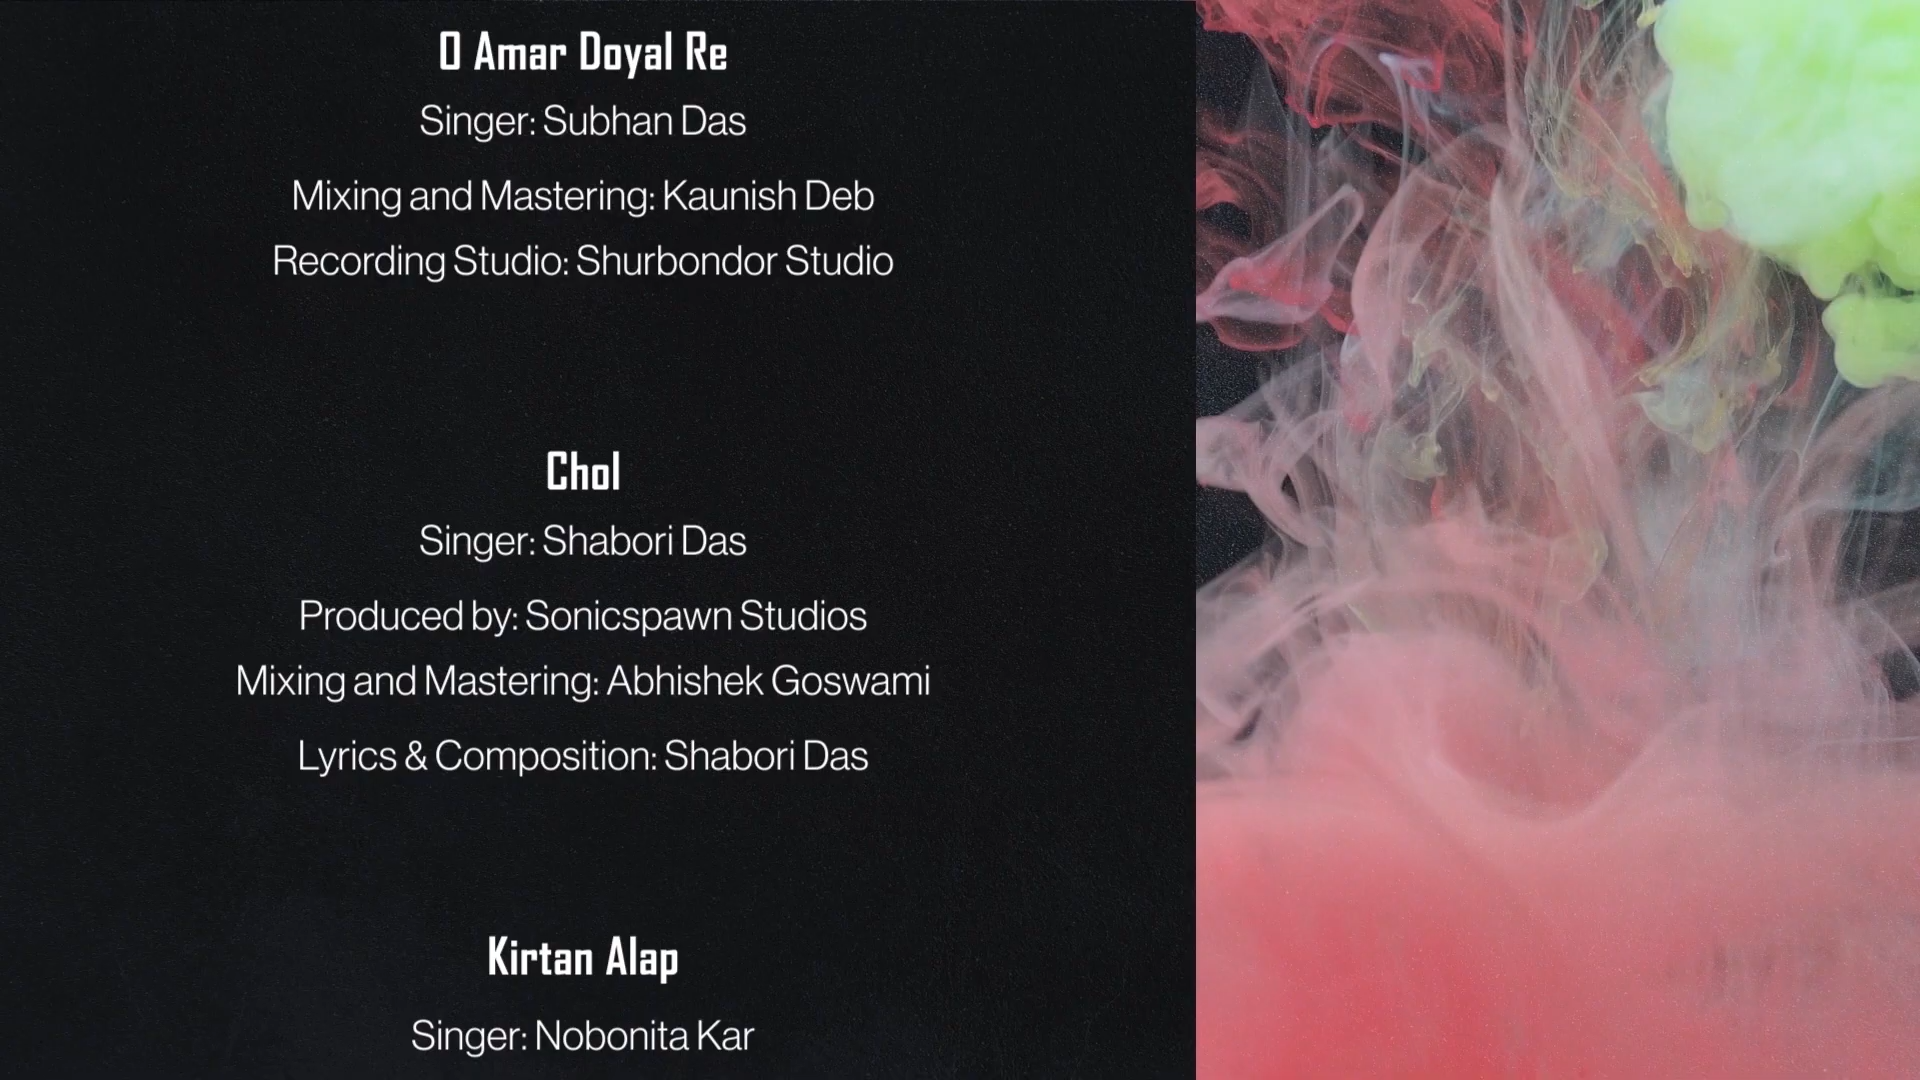 O Amar Doyal Re
Singer: Subhan Das
Mixing and Mastering: Kaunish Deb
Recording Studio: Shurbondor Studio
Chol
Singer: Shabori Das
Produced by: Sonicspawn Studios
Mixing and Mastering: Abhishek Goswami
Lyrics & Composition: Shabori Das
Kirtan Alap
Singer: Nobonita Kar